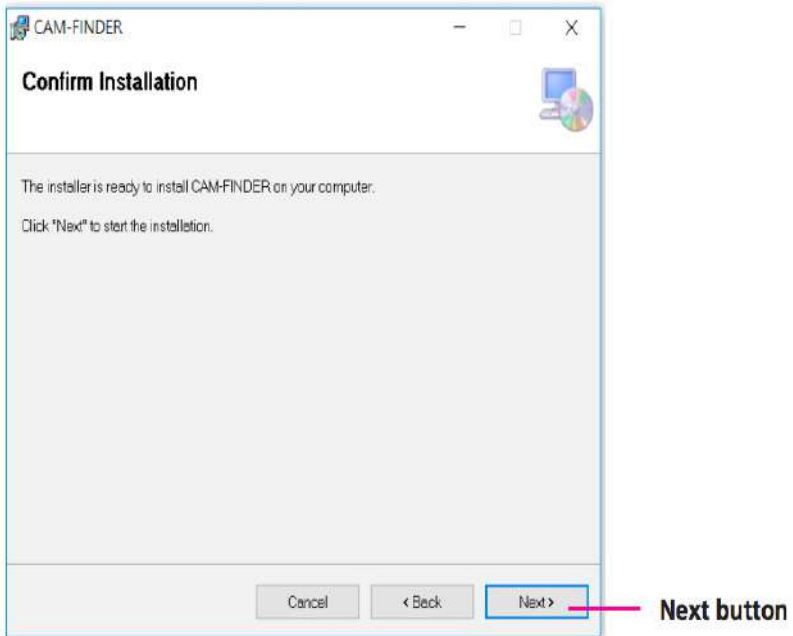 CAM-FINDER
Confirm Installation
The installer is ready to install CAM-FINDER on your computer.
Click "Next" to start the installation.
Cancel
< Back
Next >
Next button